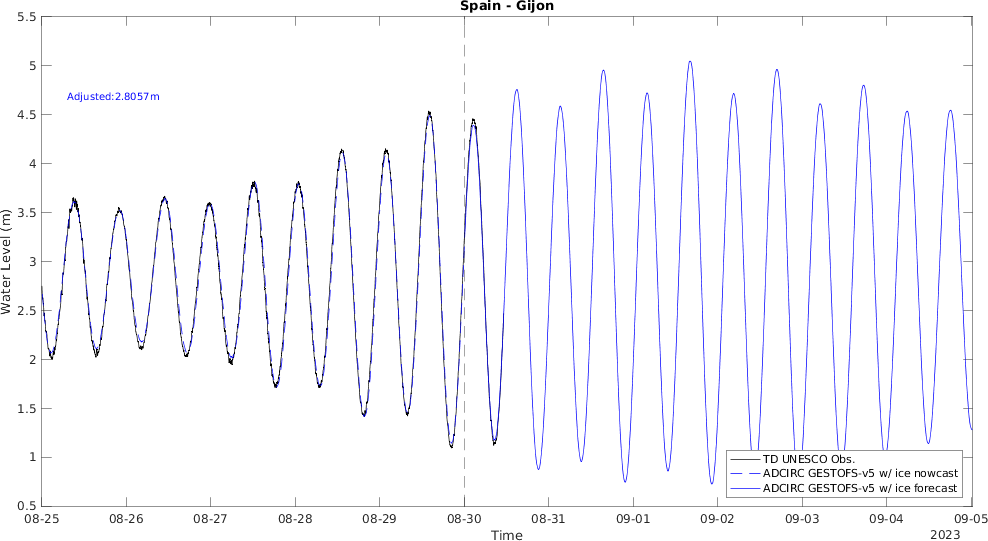 Spain - Gijon
5.5
5
4.5
4
3.5
3
2.5
2
1.5
1
0.5
Water Level (m)
Adjusted:2.8057m
TD UNESCO Obs.
ADCIRC GESTOFS-v5 w/ ice nowcast
ADCIRC GESTOFS-v5 w/ ice forecast
08-25 08-26 08-27 08-28 08-29 08-30 08-31 09-01 09-02 09-03 09-04 09-05
Time
2023